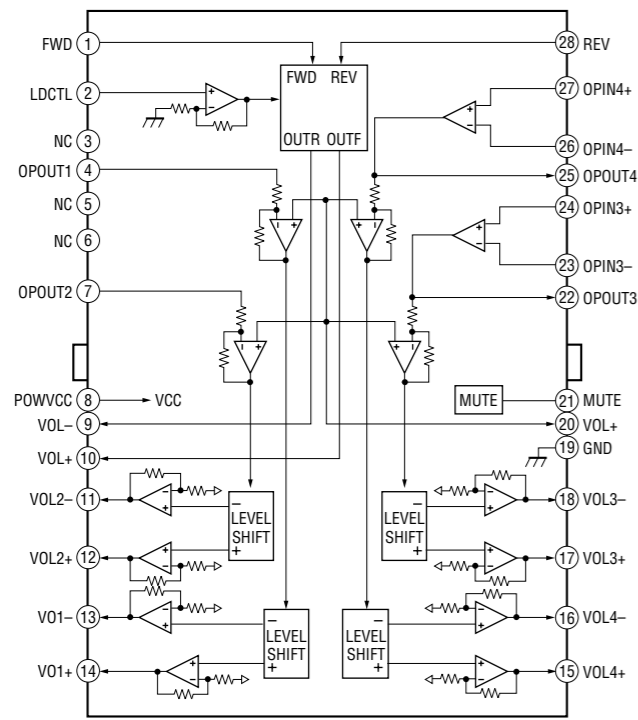 FWD 1
28 REV
LDCTL 2
FWD REV
OUTR OUTF
27 OPIN4+
NC 3
26 OPIN4–
OPOUT1 4
25 OPOUT4
NC 5
24 OPIN3+
NC 6
23 OPIN3–
OPOUT2 7
22 OPOUT3
POWVCC 8 VCC
MUTE
21 MUTE
VOL– 9
20 VOL+
VOL+ 10
19 GND
VOL2– 11
– LEVEL SHIFT +
– LEVEL SHIFT +
18 VOL3–
VOL2+ 12
17 VOL3+
VO1– 13
– LEVEL SHIFT +
– LEVEL SHIFT +
16 VOL4–
VO1+ 14
15 VOL4+